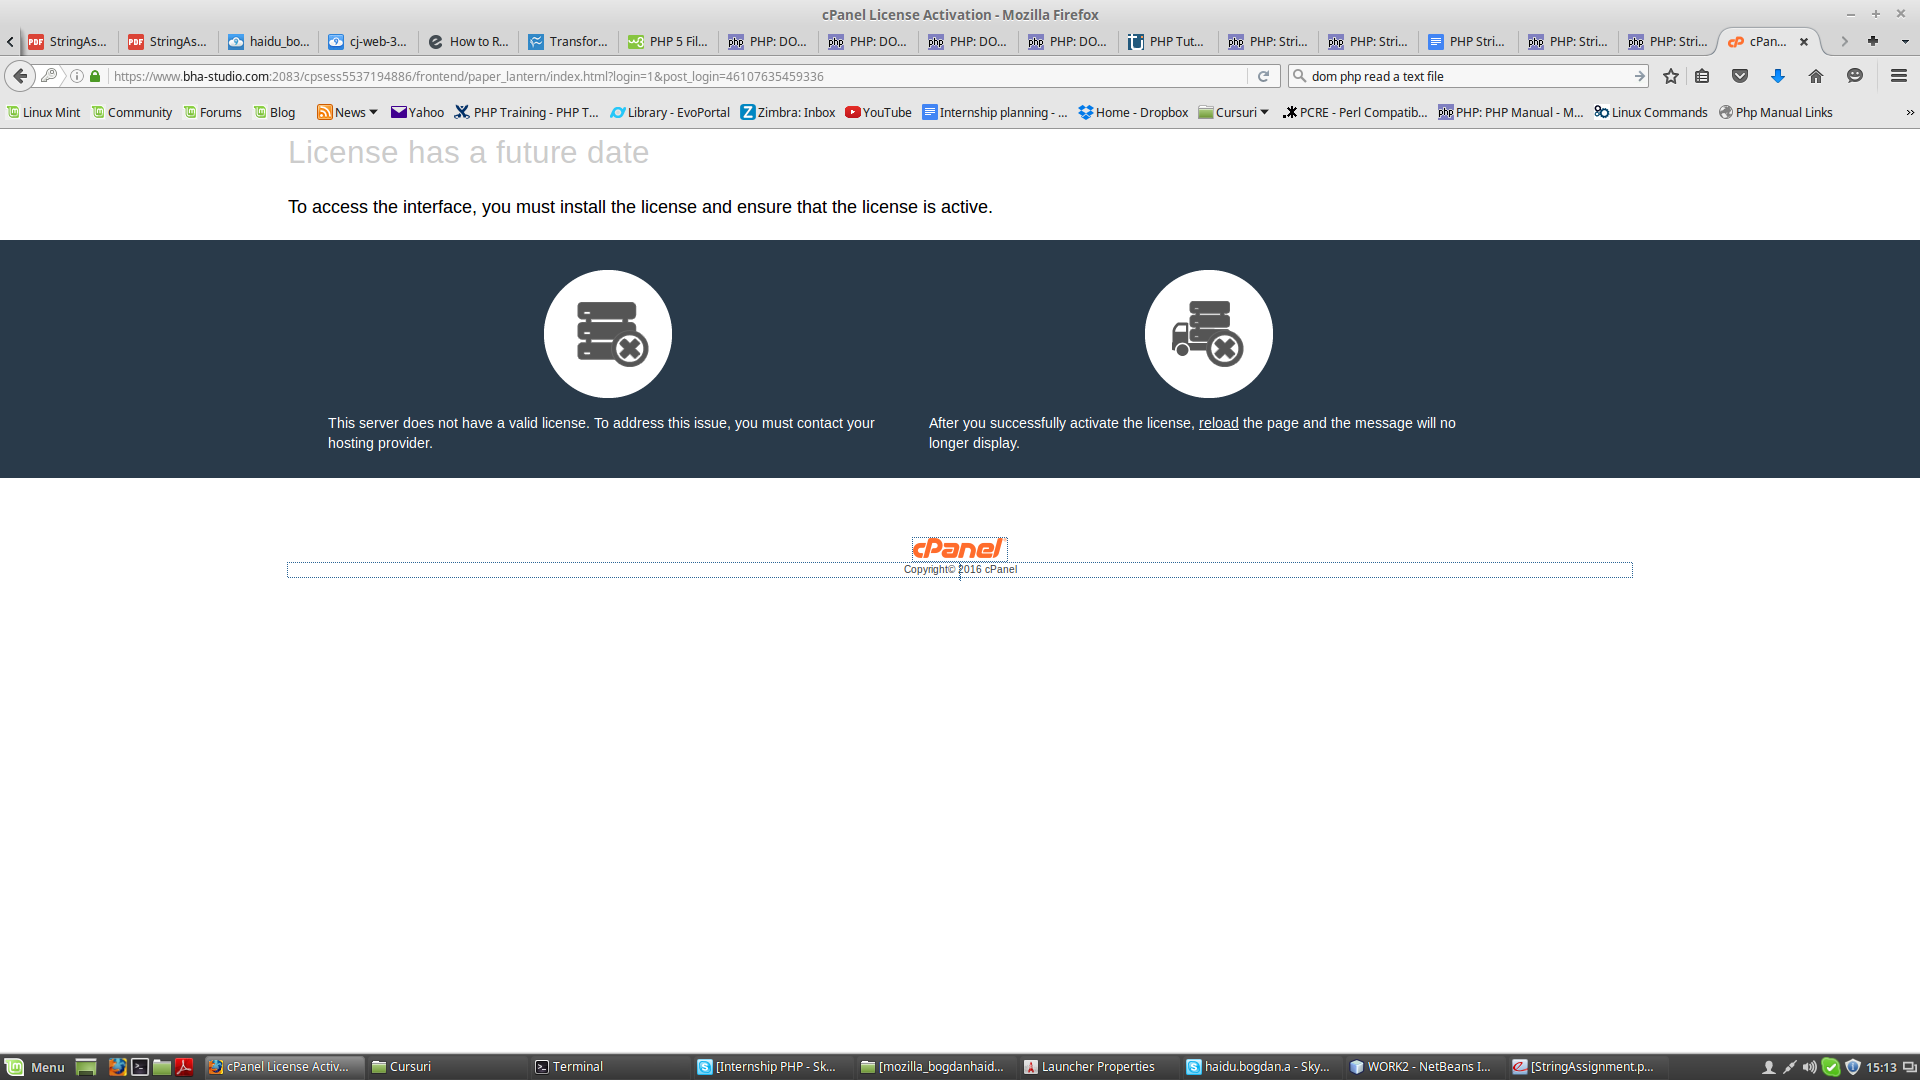 cPanel License Activation - Mozilla Firefox
StringAs...
StringAs...
haidu_bo...
cj-web-3...
How to R...
Transfor...
PHP 5 Fil...
PHP: DO...
PHP: DO...
PHP: DO...
PHP: DO...
PHP Tut...
PHP: Stri...
PHP: Stri...
PHP Stri...
PHP: Stri...
PHP: Stri...
cPan...
https://www.bha-studio.com:2083/cpsess5537194886/frontend/paper_lantern/index.html?login=1&post_login=46107635459336
dom php read a text file
Linux Mint
Community
Forums
Blog
News
Yahoo
PHP Training - PHP T...
Library - EvoPortal
Zimbra: Inbox
YouTube
Internship planning - ...
Home - Dropbox
Cursuri
PCRE - Perl Compatib...
PHP: PHP Manual - M...
Linux Commands
Php Manual Links
License has a future date
To access the interface, you must install the license and ensure that the license is active.
This server does not have a valid license. To address this issue, you must contact your
hosting provider.
After you successfully activate the license, reload the page and the message will no
longer display.
cPanel
Copyright© 2016 cPanel
Menu
cPanel License Activ...
Cursuri
Terminal
[Internship PHP - Sk...
[mozilla_bogdanhaid...
Launcher Properties
haidu.bogdan.a - Sky...
WORK2 - NetBeans I...
[StringAssignment.p...
15:13